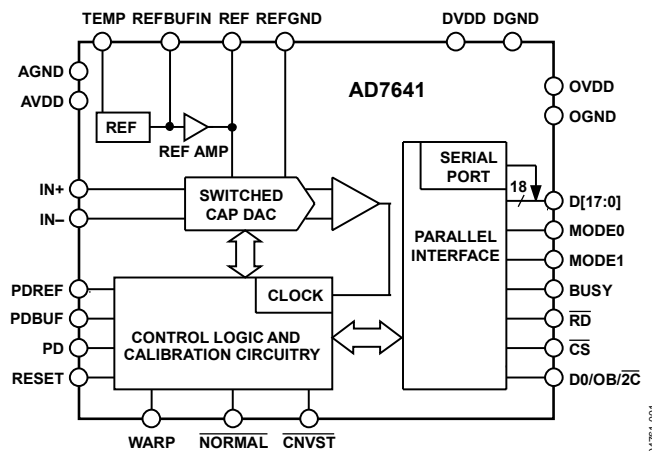 TEMP REFBUFIN REF REFGND DVDD DGND
AGND
AVDD
AD7641
OVDD
OGND
REF
REF AMP
SERIAL
PORT
18
D[17:0]
IN+
IN–
SWITCHED
CAP DAC
PARALLEL
INTERFACE
MODE0
MODE1
BUSY
RD
CS
D0/OB/2C
PDREF
PDBUF
PD
RESET
CLOCK
CONTROL LOGIC AND
CALIBRATION CIRCUITRY
WARP NORMAL CNVST